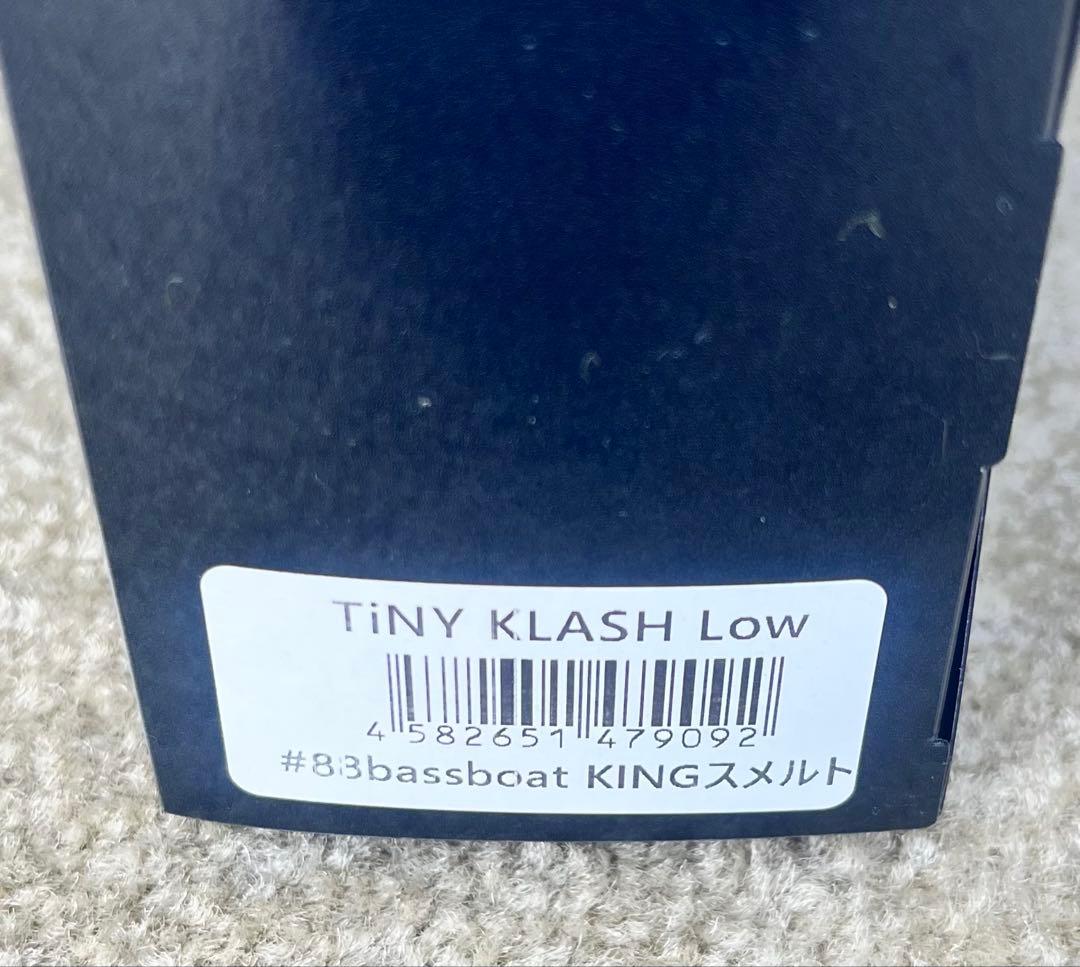 TiNY KLASH Low
4 582651 479092
#83bassboat KINGスメルト